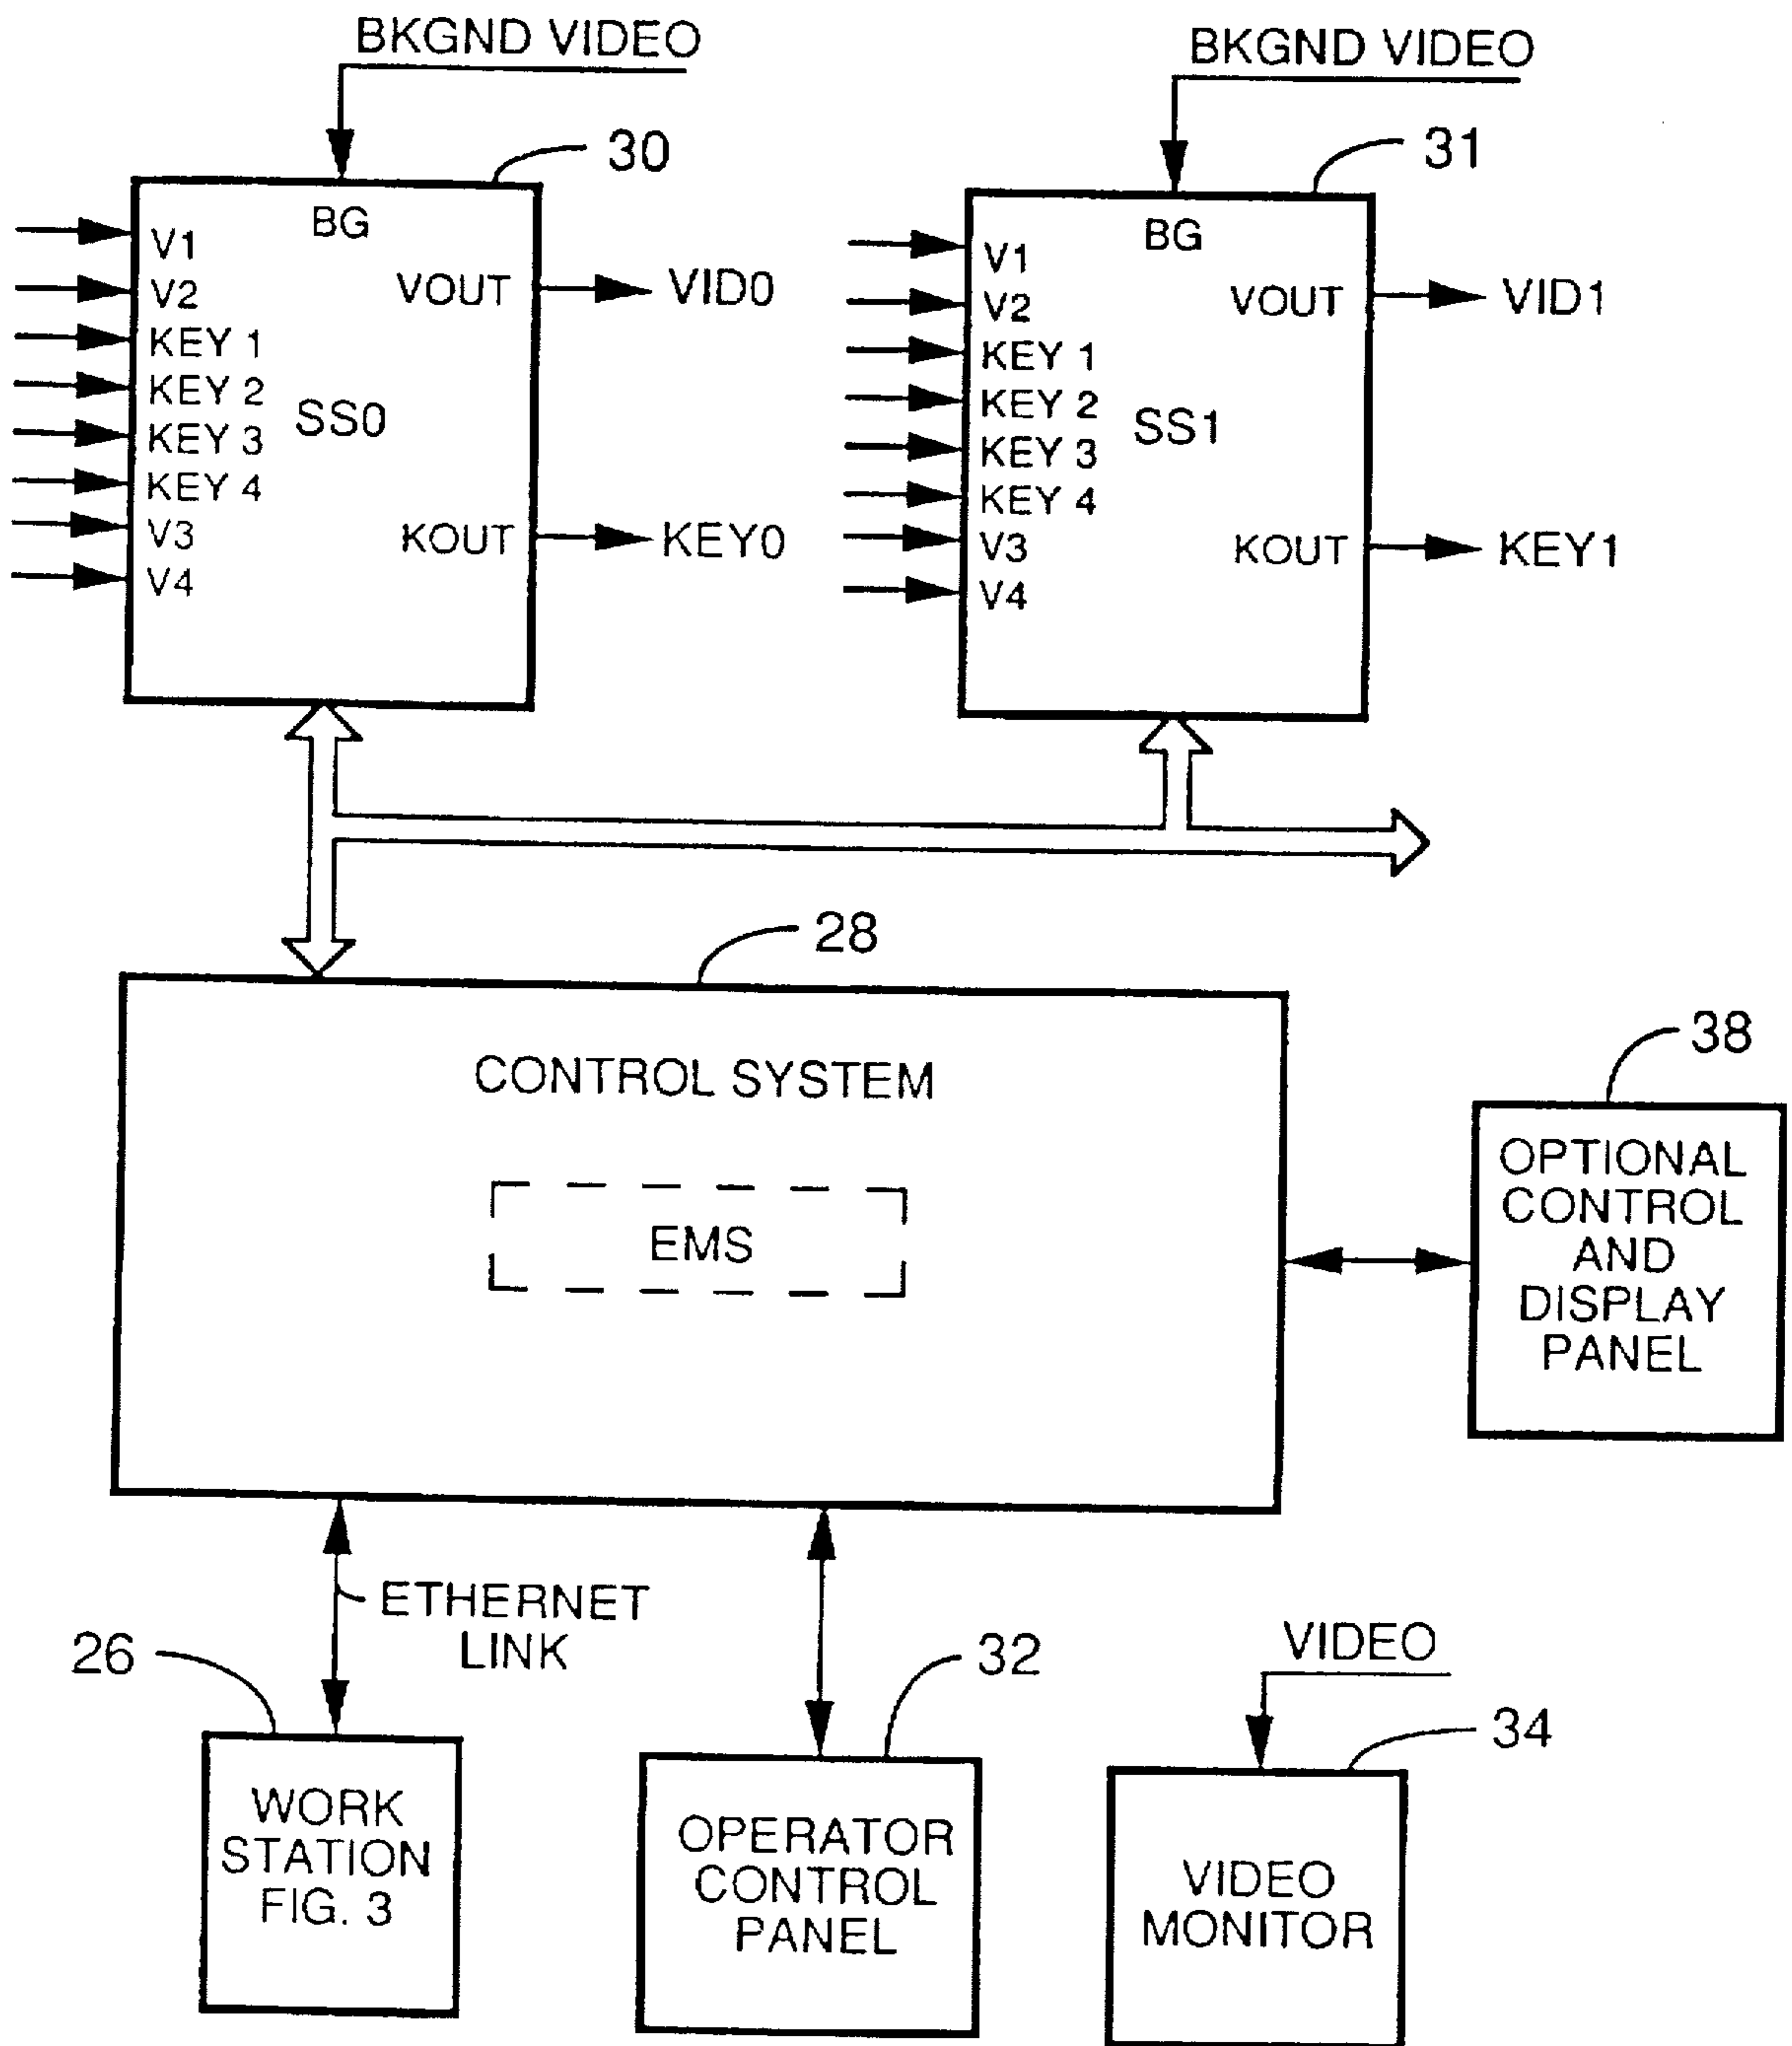 BKGND VIDEO
BKGND VIDEO
30
31
BG
V1
V2
KEY 1
KEY 2
KEY 3
KEY 4
V3
V4
SS0
VOUT
KOUT
VID0
KEY0
BG
V1
V2
KEY 1
KEY 2
KEY 3
KEY 4
V3
V4
SS1
VOUT
KOUT
VID1
KEY1
28
CONTROL SYSTEM
EMS
38
OPTIONAL
CONTROL
AND
DISPLAY
PANEL
ETHERNET
LINK
26
WORK
STATION
FIG. 3
32
OPERATOR
CONTROL
PANEL
VIDEO
34
VIDEO
MONITOR